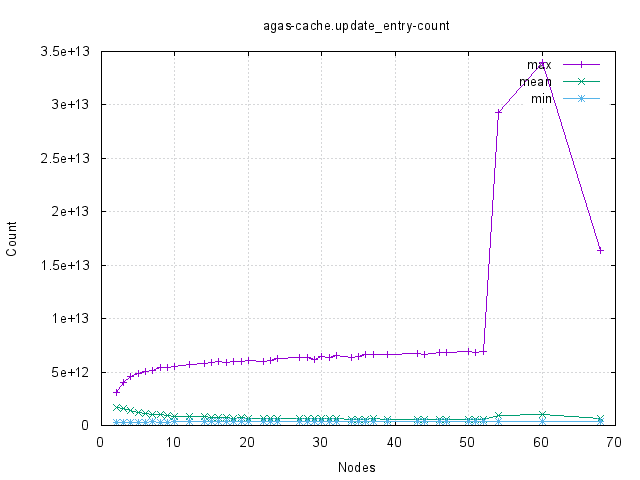 agas-cache.update_entry-count
3.5e+13
3e+13
2.5e+13
2e+13
1.5e+13
1e+13
5e+12
0
Count
max
mean
min
0 10 20 30 40 50 60 70
Nodes